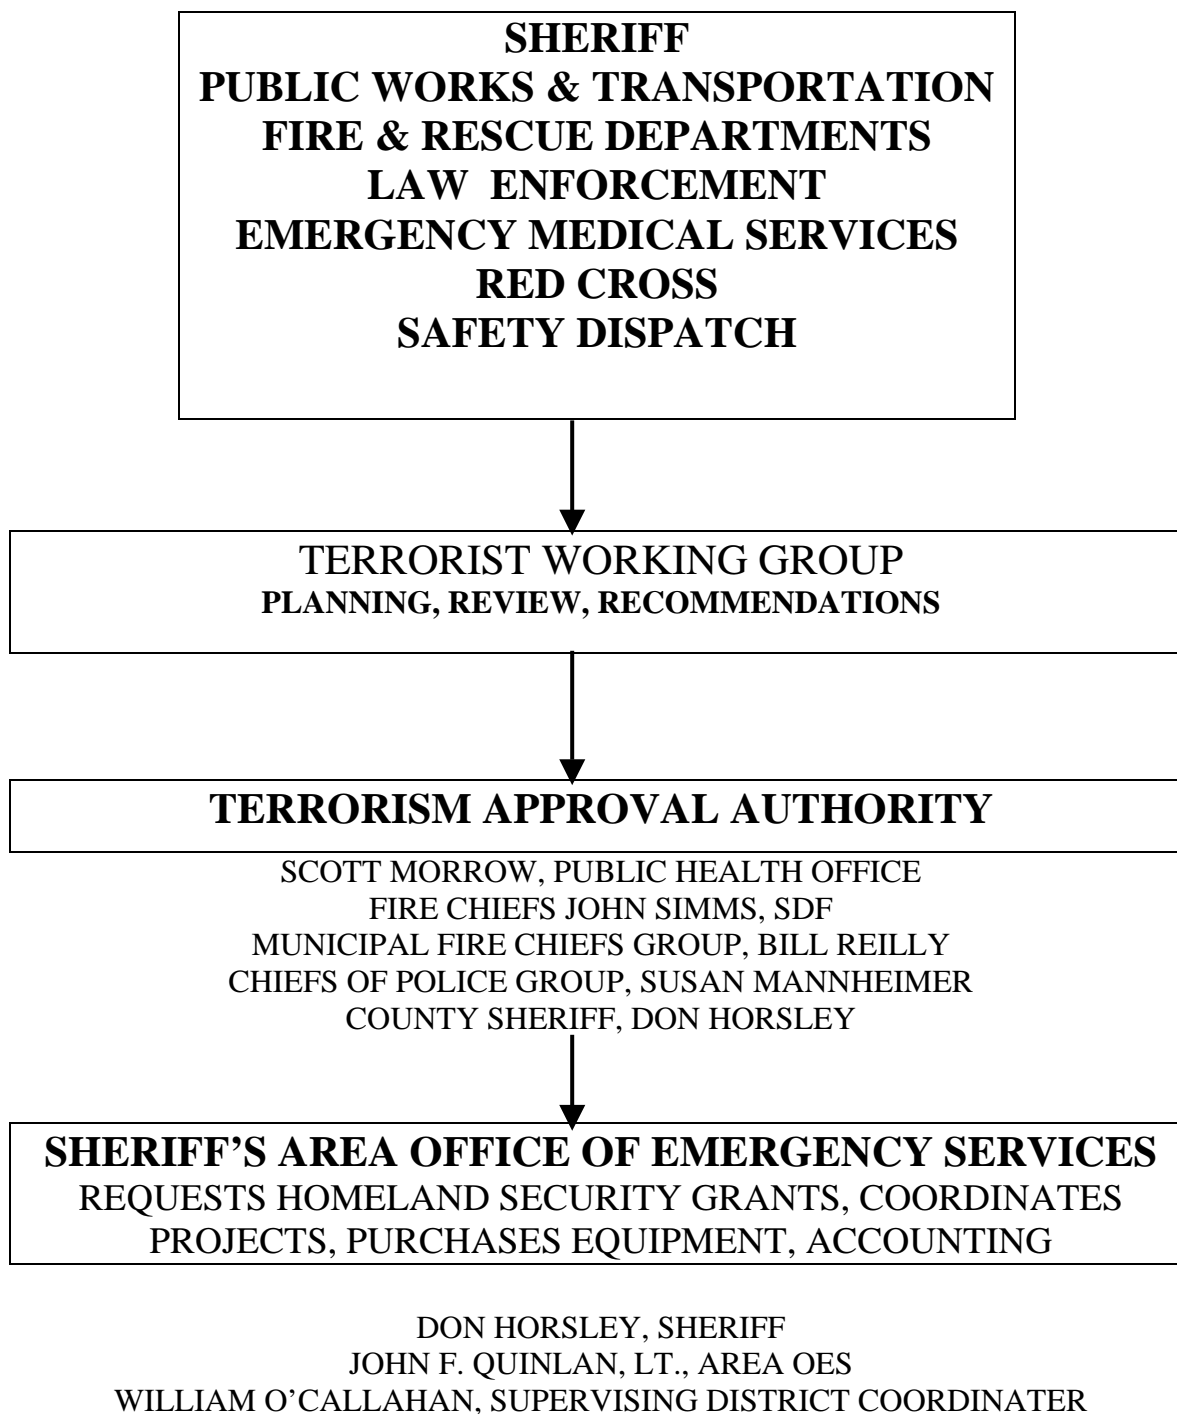 SHERIFF
PUBLIC WORKS & TRANSPORTATION
FIRE & RESCUE DEPARTMENTS
LAW ENFORCEMENT
EMERGENCY MEDICAL SERVICES
RED CROSS
SAFETY DISPATCH
TERRORIST WORKING GROUP
PLANNING, REVIEW, RECOMMENDATIONS
TERRORISM APPROVAL AUTHORITY
SCOTT MORROW, PUBLIC HEALTH OFFICE
FIRE CHIEFS JOHN SIMMS, SDF
MUNICIPAL FIRE CHIEFS GROUP, BILL REILLY
CHIEFS OF POLICE GROUP, SUSAN MANNHEIMER
COUNTY SHERIFF, DON HORSLEY
SHERIFF’S AREA OFFICE OF EMERGENCY SERVICES
REQUESTS HOMELAND SECURITY GRANTS, COORDINATES
PROJECTS, PURCHASES EQUIPMENT, ACCOUNTING
DON HORSLEY, SHERIFF
JOHN F. QUINLAN, LT., AREA OES
WILLIAM O’CALLAHAN, SUPERVISING DISTRICT COORDINATER